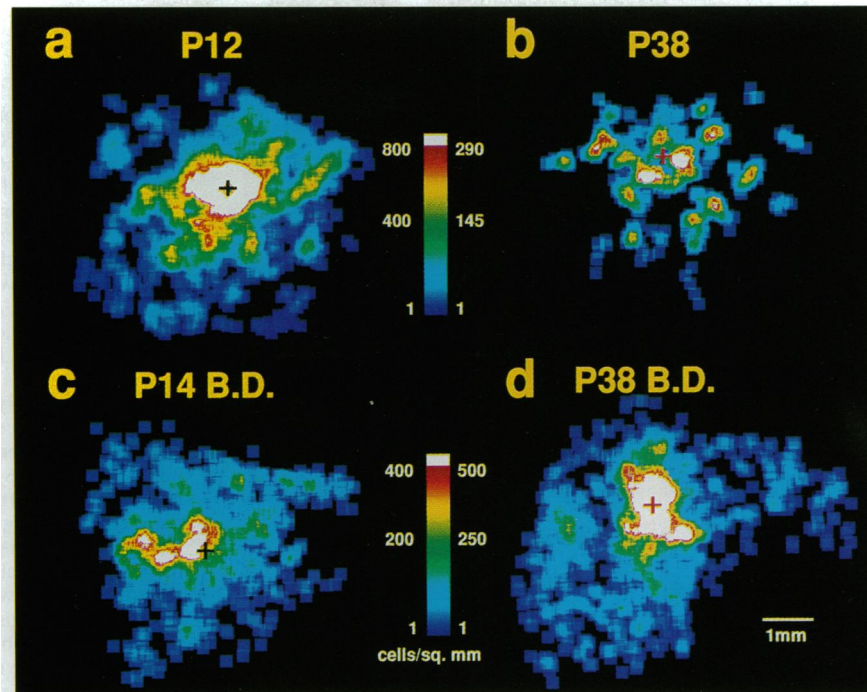 a P12
b P38
800 290
400 145
1 1
c P14 B.D.
d P38 B.D.
400 500
200 250
1 1
cells/sq. mm
1mm